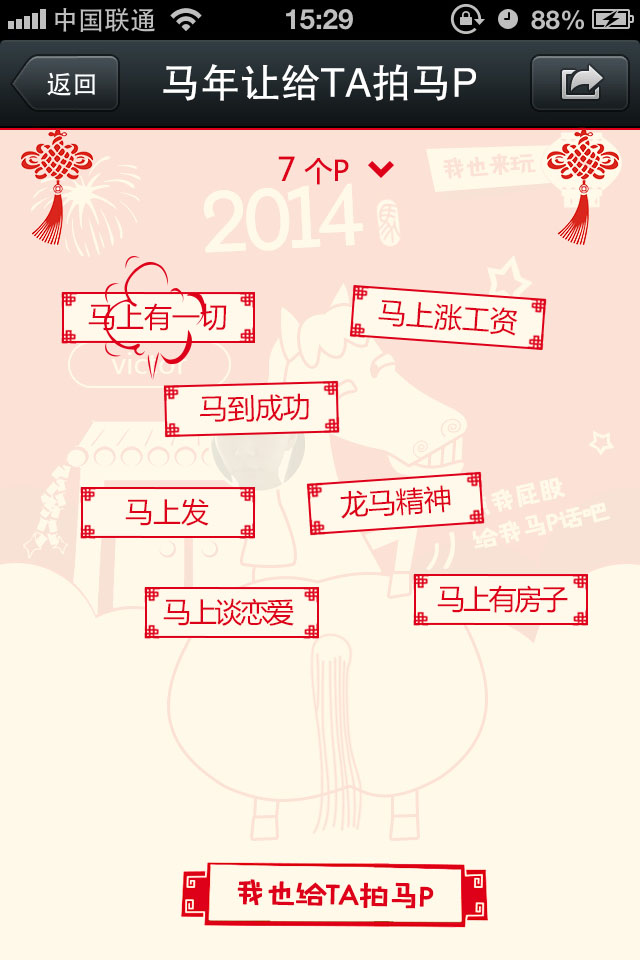 中国联通 15:29 88%
返回 马年让给TA拍马P
7 个P
我也来玩
2014
马上有一切
马上涨工资
VICTOR
马到成功
马上发
龙马精神
我屁股
给我马P话吧
马上谈恋爱
马上有房子
我也给TA拍马P